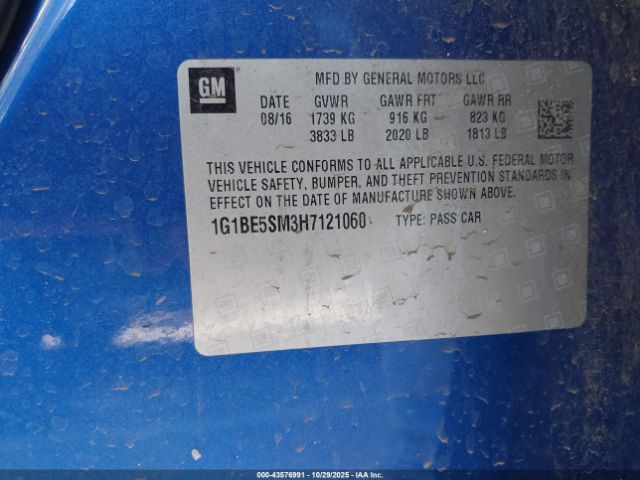 GM
MFD BY GENERAL MOTORS LLC
DATE GVWR GAWR FRT GAWR RR
08/16 1739 KG 916 KG 823 KG
3833 LB 2020 LB 1813 LB
THIS VEHICLE CONFORMS TO ALL APPLICABLE U.S. FEDERAL MOTOR
VEHICLE SAFETY, BUMPER, AND THEFT PREVENTION STANDARDS IN
EFFECT ON THE DATE OF MANUFACTURE SHOWN ABOVE.
1G1BE5SM3H7121060 TYPE: PASS CAR
000-43576991 - 10/29/2025 - COPYRIGHT IAA, LLC